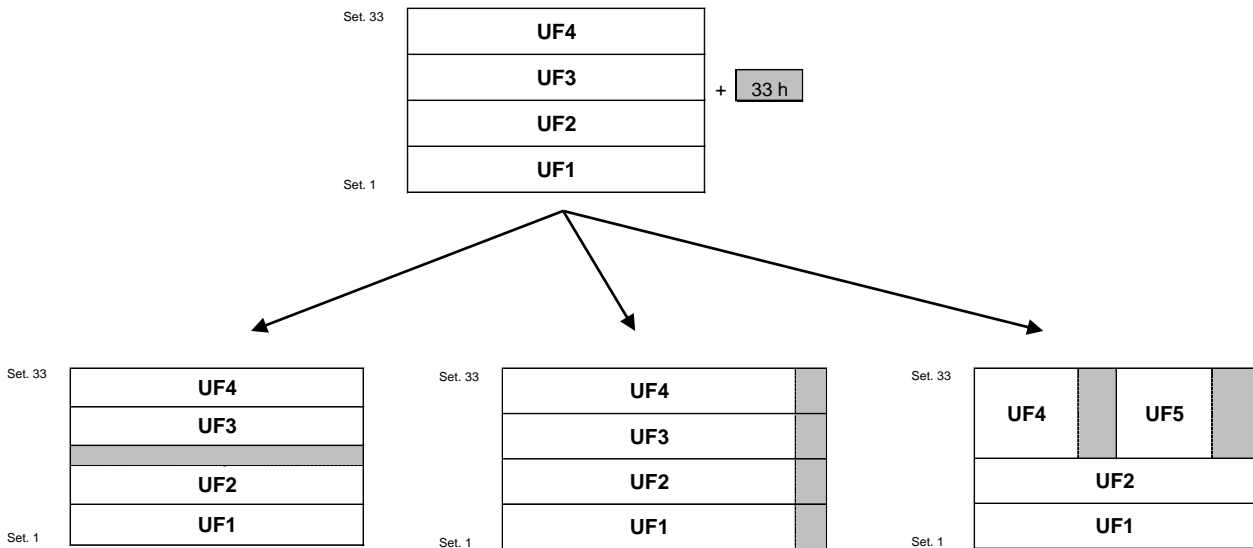 Set. 33
UF4
UF3
+ 33 h
UF2
UF1
Set. 1
Set. 33
UF4
UF3
UF2
UF1
Set. 1
Set. 33
UF4
UF3
UF2
UF1
Set. 1
Set. 33
UF4 UF5
UF2
UF1
Set. 1